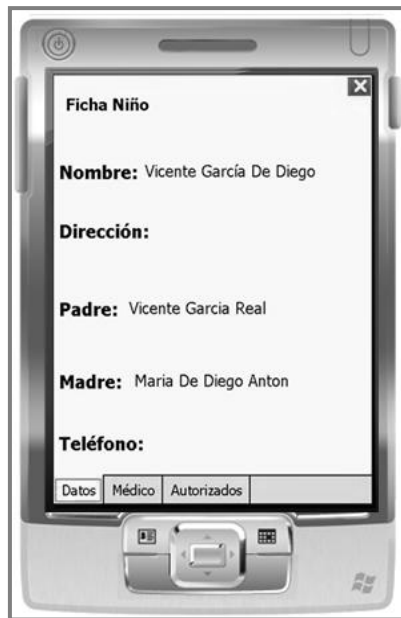 Ficha Niño
Nombre: Vicente García De Diego
Dirección:
Padre: Vicente Garcia Real
Madre: Maria De Diego Anton
Teléfono:
Datos Médico Autorizados